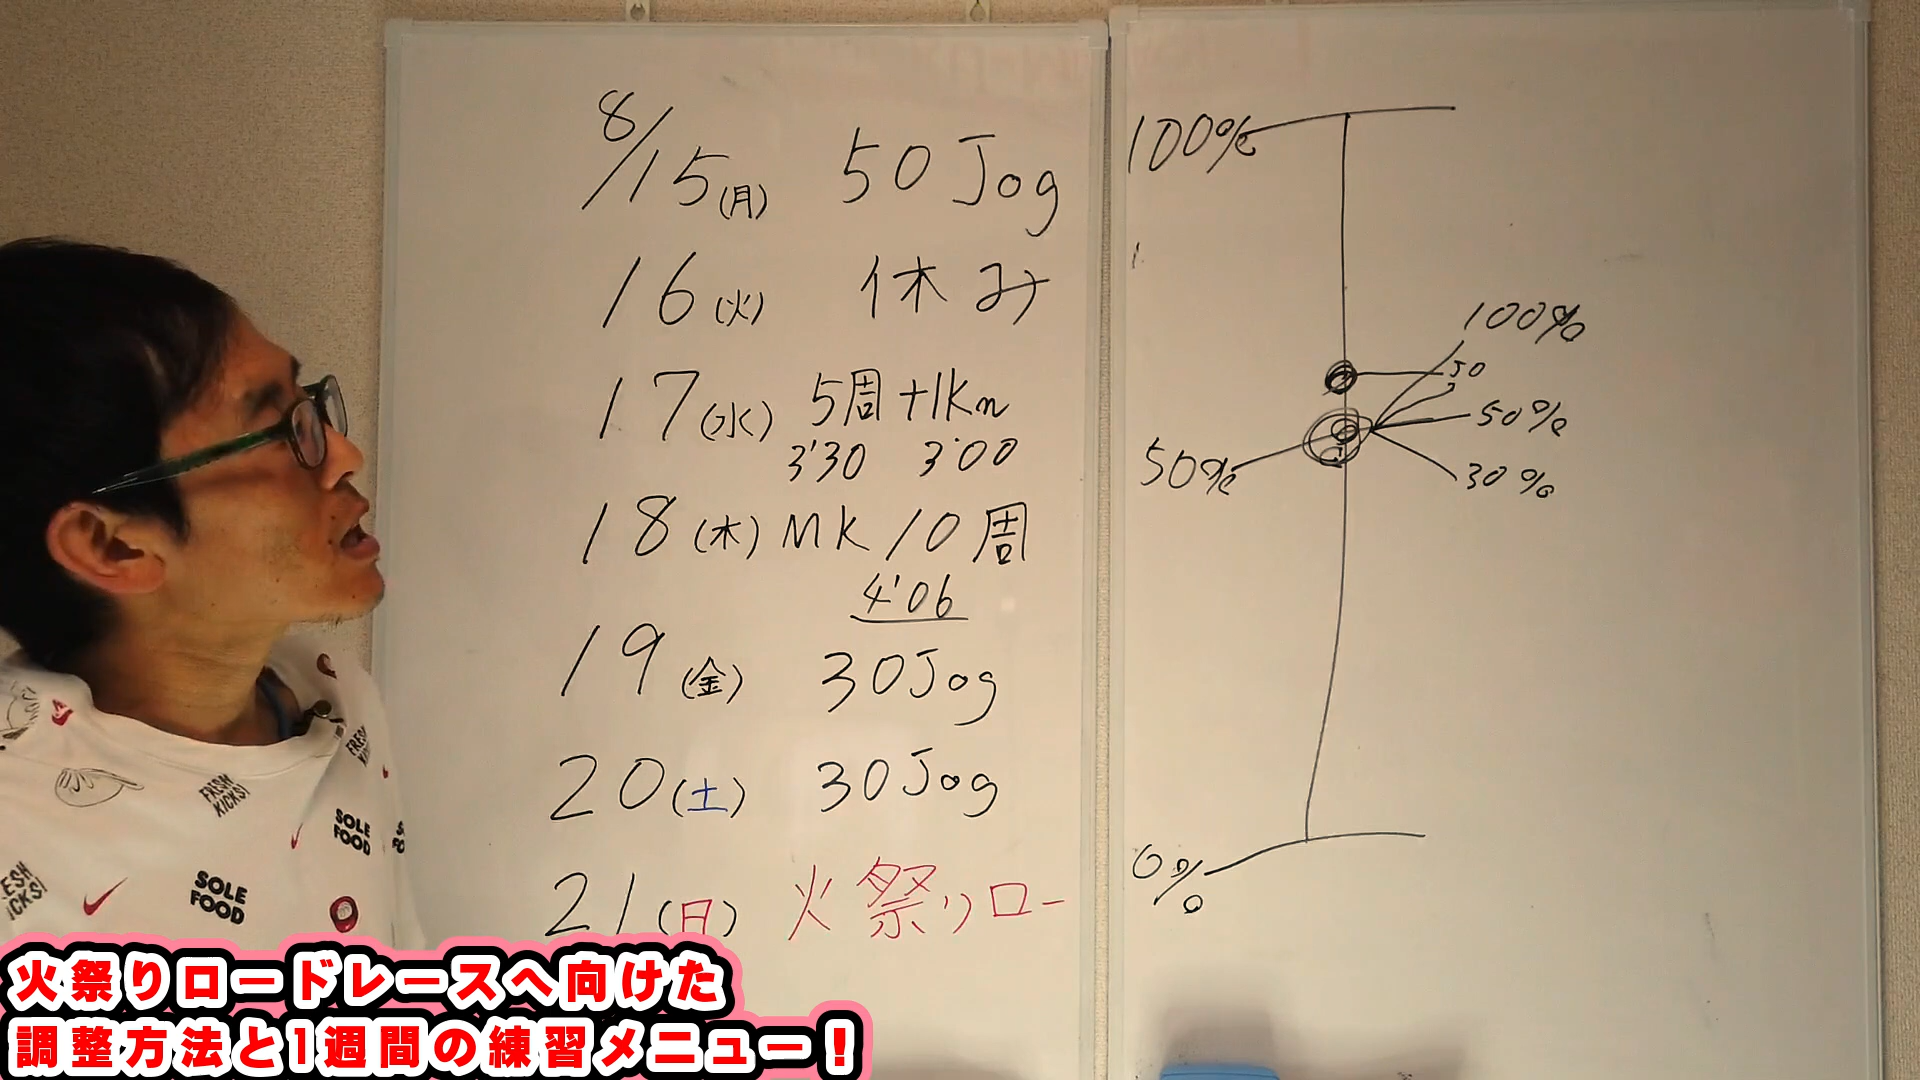 8/15(月) 50Jog
16(火) 休み
17(水) 5周+1Km
3'30 3'00
18(木) MK 10周
4'06
19(金) 30Jog
20(土) 30Jog
21(日) 火祭りロー
100%
100%
50
50%
50%
30%
0%
FRESH
KICKS!
SOLE
FOOD
SOLE
FOOD
火祭りロードレースへ向けた
調整方法と1週間の練習メニュー！